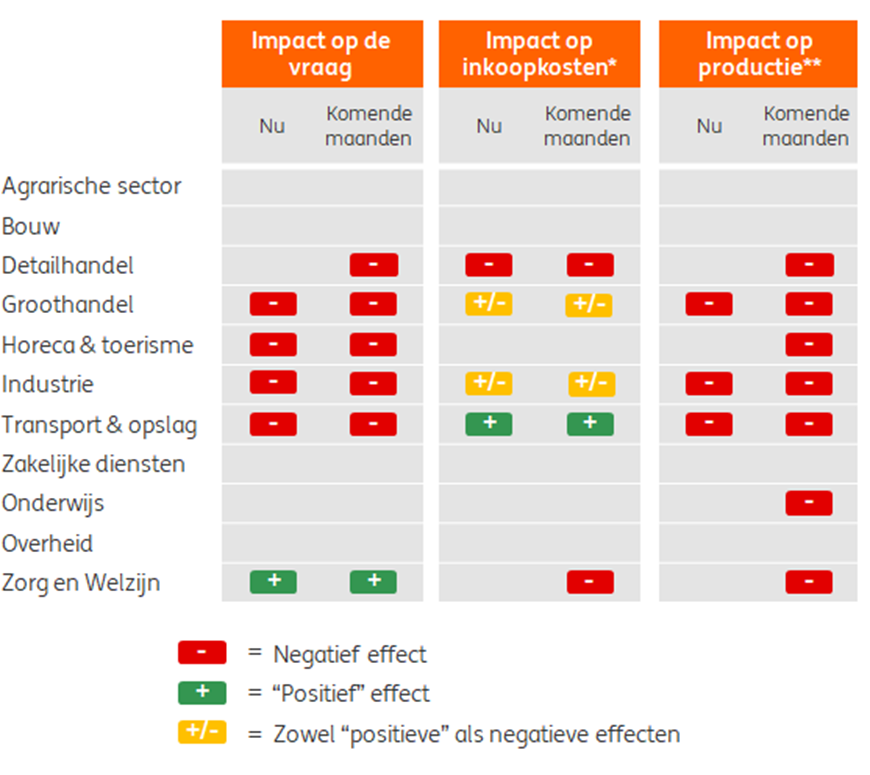 Impact op de vraag Impact op inkoopkosten* Impact op productie**
Nu Komende maanden Nu Komende maanden Nu Komende maanden
Agrarische sector
Bouw
Detailhandel - - - -
Groothandel - - +/- +/- - -
Horeca & toerisme - - -
Industrie - - +/- +/- - -
Transport & opslag - - + + - -
Zakelijke diensten
Onderwijs -
Overheid
Zorg en Welzijn + + - -
- = Negatief effect
+ = “Positief” effect
+/- = Zowel “positieve” als negatieve effecten